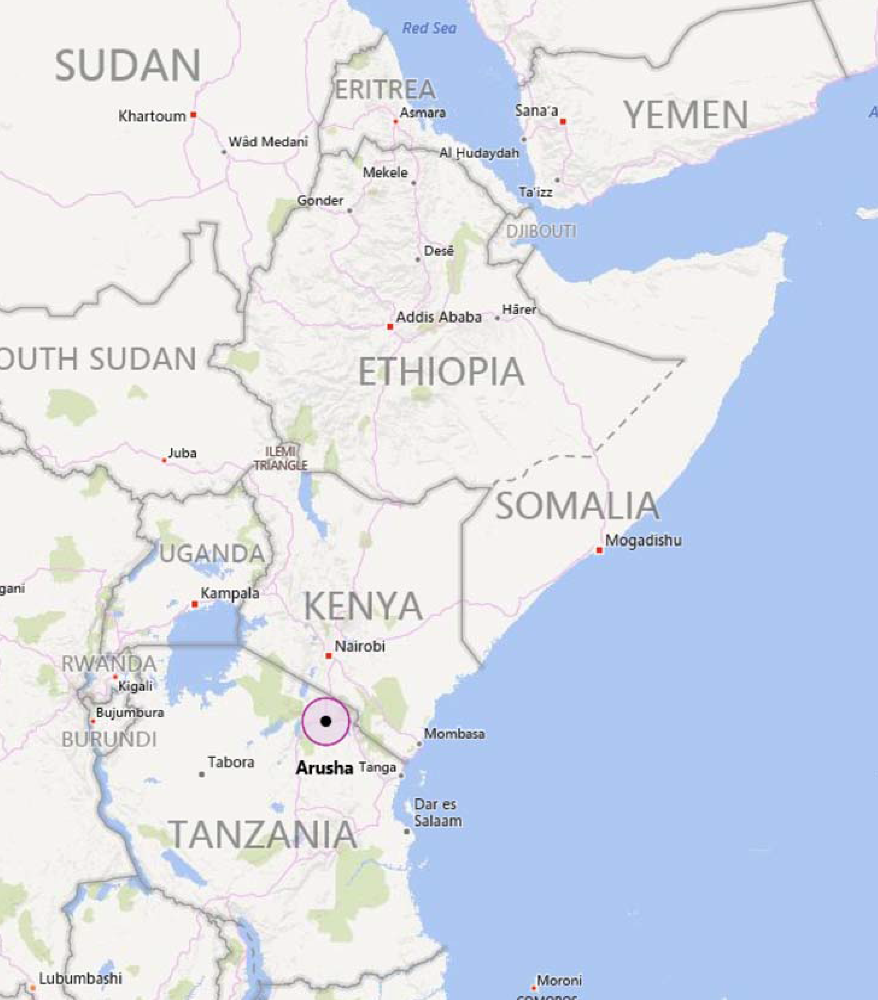 Red Sea
SUDAN
ERITREA
Asmara
Khartoum
Sana'a
YEMEN
A
Wād Medanī
Al Ḩudaydah
Mekele
Ta'izz
Gonder
DJIBOUTI
Desē
Hārer
Addis Ababa
OUTH SUDAN
ETHIOPIA
Juba
ILEMI
TRIANGLE
SOMALIA
Mogadishu
UGANDA
gani
Kampala
KENYA
Nairobi
RWANDA
Kigali
Bujumbura
BURUNDI
Mombasa
Tabora
Arusha
Tanga
Dar es
Salaam
TANZANIA
Lubumbashi
Moroni
COMOROS